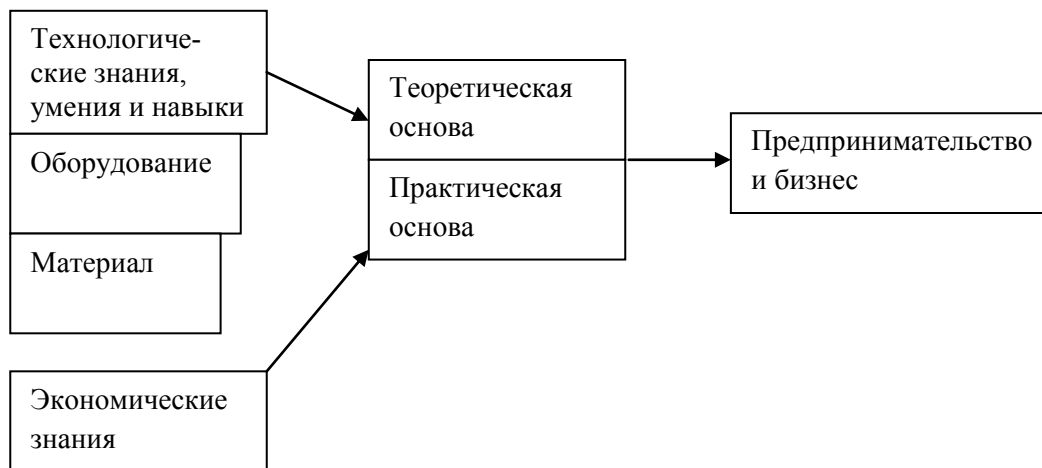 Технологиче-
ские знания,
умения и навыки
Оборудование
Материал
Экономические
знания
Теоретическая
основа
Практическая
основа
Предпринимательство
и бизнес